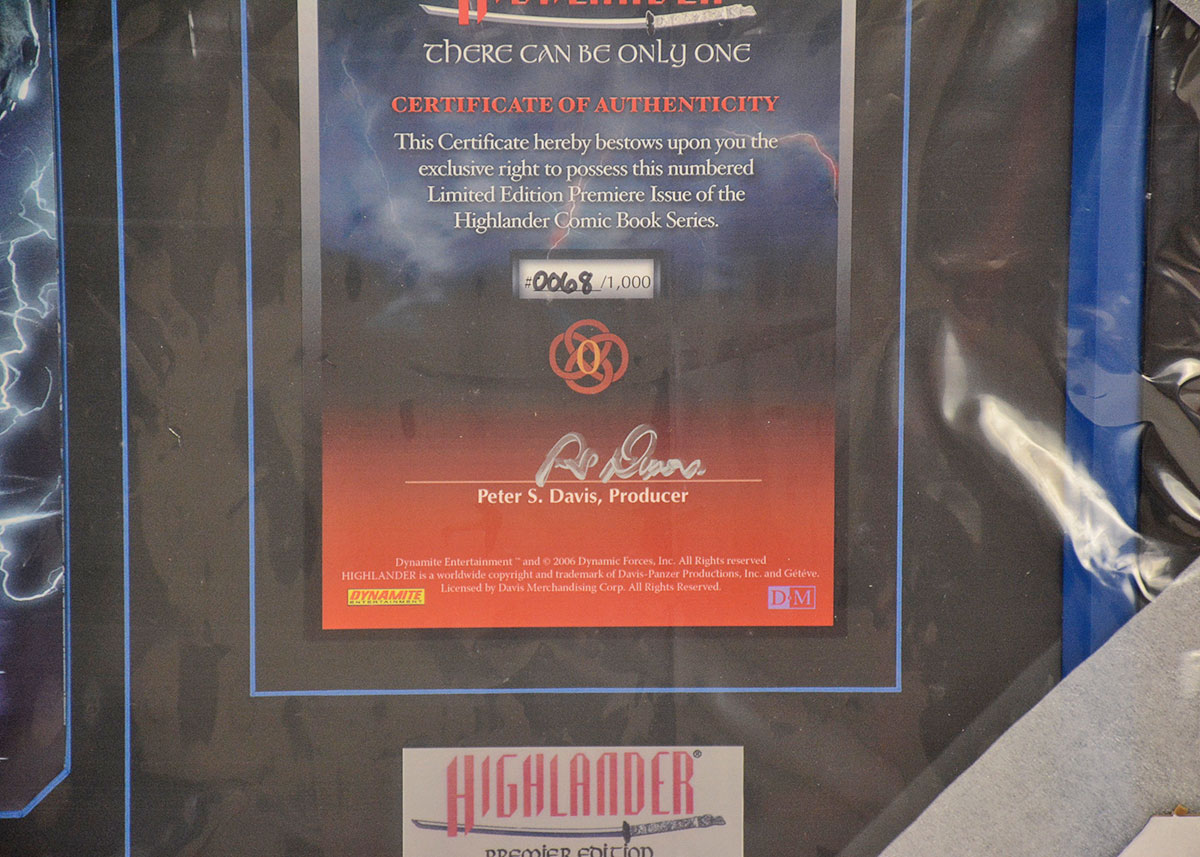 HIGHLANDER
THERE CAN BE ONLY ONE
CERTIFICATE OF AUTHENTICITY
This Certificate hereby bestows upon you the
exclusive right to possess this numbered
Limited Edition Premiere Issue of the
Highlander Comic Book Series.
#0068/1,000
Peter S. Davis, Producer
Dynamite Entertainment™ and © 2006 Dynamic Forces, Inc. All Rights reserved
HIGHLANDER is a worldwide copyright and trademark of Davis-Panzer Productions, Inc. and Gétéve.
Licensed by Davis Merchandising Corp. All Rights Reserved.
DYNAMITE
ENTERTAINMENT
D·M
HIGHLANDER®
PREMIER EDITION